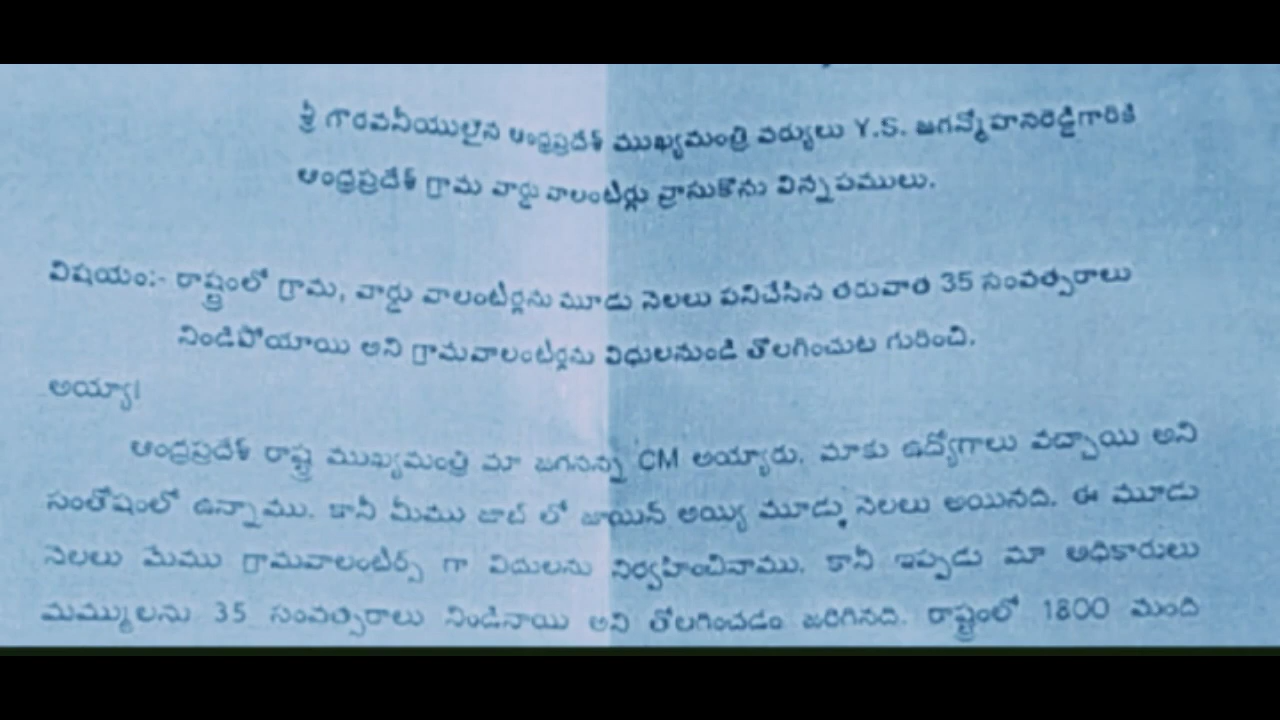 శ్రీ గౌరవనీయులైన ఆంధ్రప్రదేశ్ ముఖ్యమంత్రి వర్యులు Y.S. జగన్మోహనరెడ్డిగారికి
ఆంధ్రప్రదేశ్ గ్రామ వార్డు వాలంటీర్లు వ్రాసుకొను విన్నపములు.
విషయం:- రాష్ట్రంలో గ్రామ, వార్డు వాలంటీర్లను మూడు నెలలు పనిచేసిన తరువాత 35 సంవత్సరాలు
నిండిపోయాయి అని గ్రామవాలంటీర్లను విధులనుండి తొలగించుట గురించి.
అయ్యా!
ఆంధ్రప్రదేశ్ రాష్ట్ర ముఖ్యమంత్రి మా జగనన్న CM అయ్యారు, మాకు ఉద్యోగాలు వచ్చాయి అని
సంతోషంలో ఉన్నాము. కానీ మీము జాబ్ లో జాయిన్ అయ్యి మూడు నెలలు అయినది. ఈ మూడు
నెలలు మేము గ్రామవాలంటీర్స్ గా విదులను నిర్వహించినాము. కానీ ఇప్పుడు మా అధికారులు
మమ్ములను 35 సంవత్సరాలు నిండినాయి అని తోలగించడం జరిగినది. రాష్ట్రంలో 1800 మంది